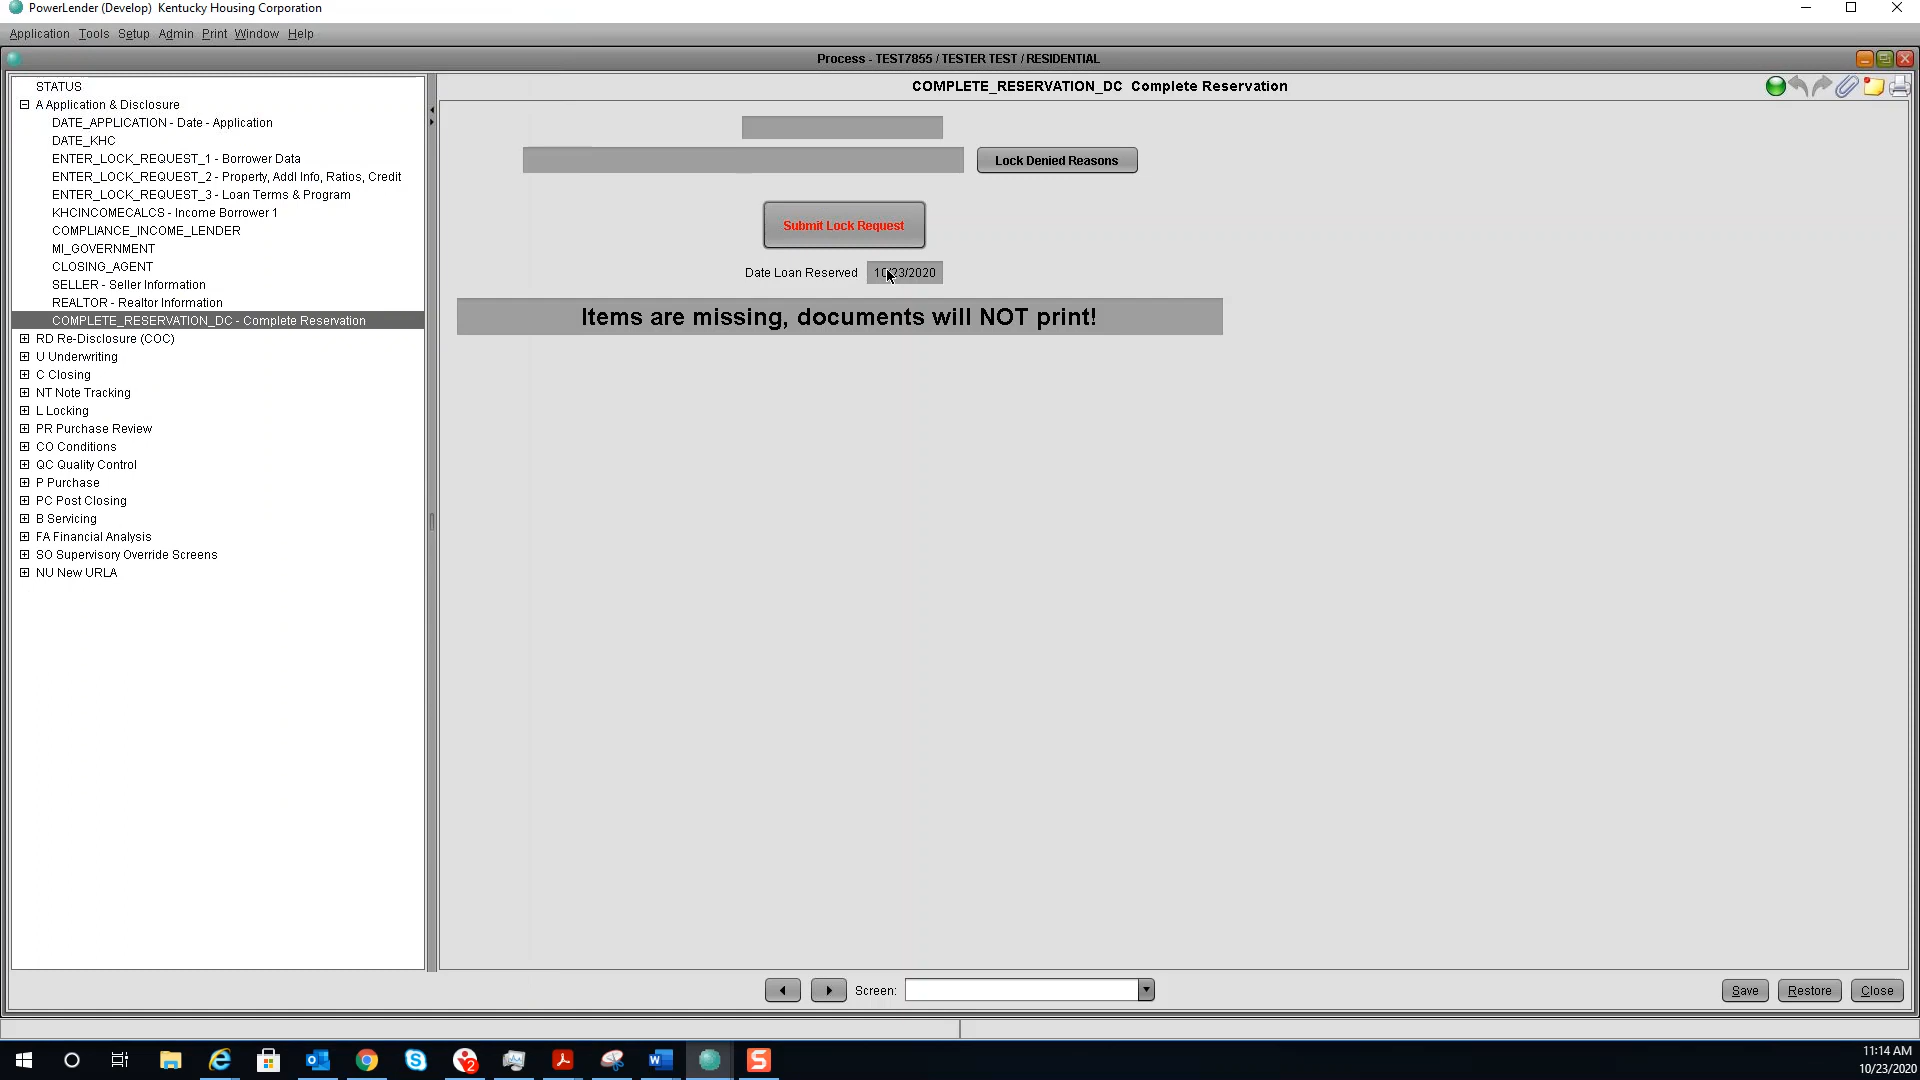 PowerLender (Develop)  Kentucky Housing Corporation
Application Tools Setup Admin Print Window Help
Process - TEST7855 / TESTER TEST / RESIDENTIAL
STATUS
COMPLETE_RESERVATION_DC  Complete Reservation
A Application & Disclosure
DATE_APPLICATION - Date - Application
DATE_KHC
ENTER_LOCK_REQUEST_1 - Borrower Data
Lock Denied Reasons
ENTER_LOCK_REQUEST_2 - Property, Addl Info, Ratios, Credit
ENTER_LOCK_REQUEST_3 - Loan Terms & Program
KHCINCOMECALCS - Income Borrower 1
Submit Lock Request
COMPLIANCE_INCOME_LENDER
MI_GOVERNMENT
CLOSING_AGENT
Date Loan Reserved 10/23/2020
SELLER - Seller Information
REALTOR - Realtor Information
Items are missing, documents will NOT print!
COMPLETE_RESERVATION_DC - Complete Reservation
RD Re-Disclosure (COC)
U Underwriting
C Closing
NT Note Tracking
L Locking
PR Purchase Review
CO Conditions
QC Quality Control
P Purchase
PC Post Closing
B Servicing
FA Financial Analysis
SO Supervisory Override Screens
NU New URLA
Screen:
Save Restore Close
11:14 AM
10/23/2020